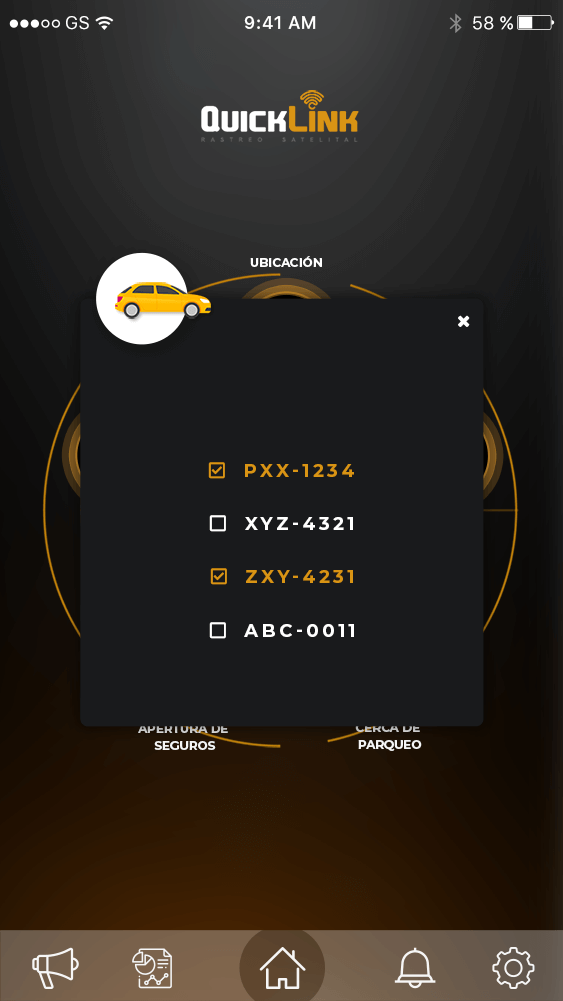 GS
9:41 AM
58 %
QUICKLINK
RASTREO SATELITAL
UBICACIÓN
PXX-1234
XYZ-4321
ZXY-4231
ABC-0011
APERTURA DE
SEGUROS
CERCA DE
PARQUEO